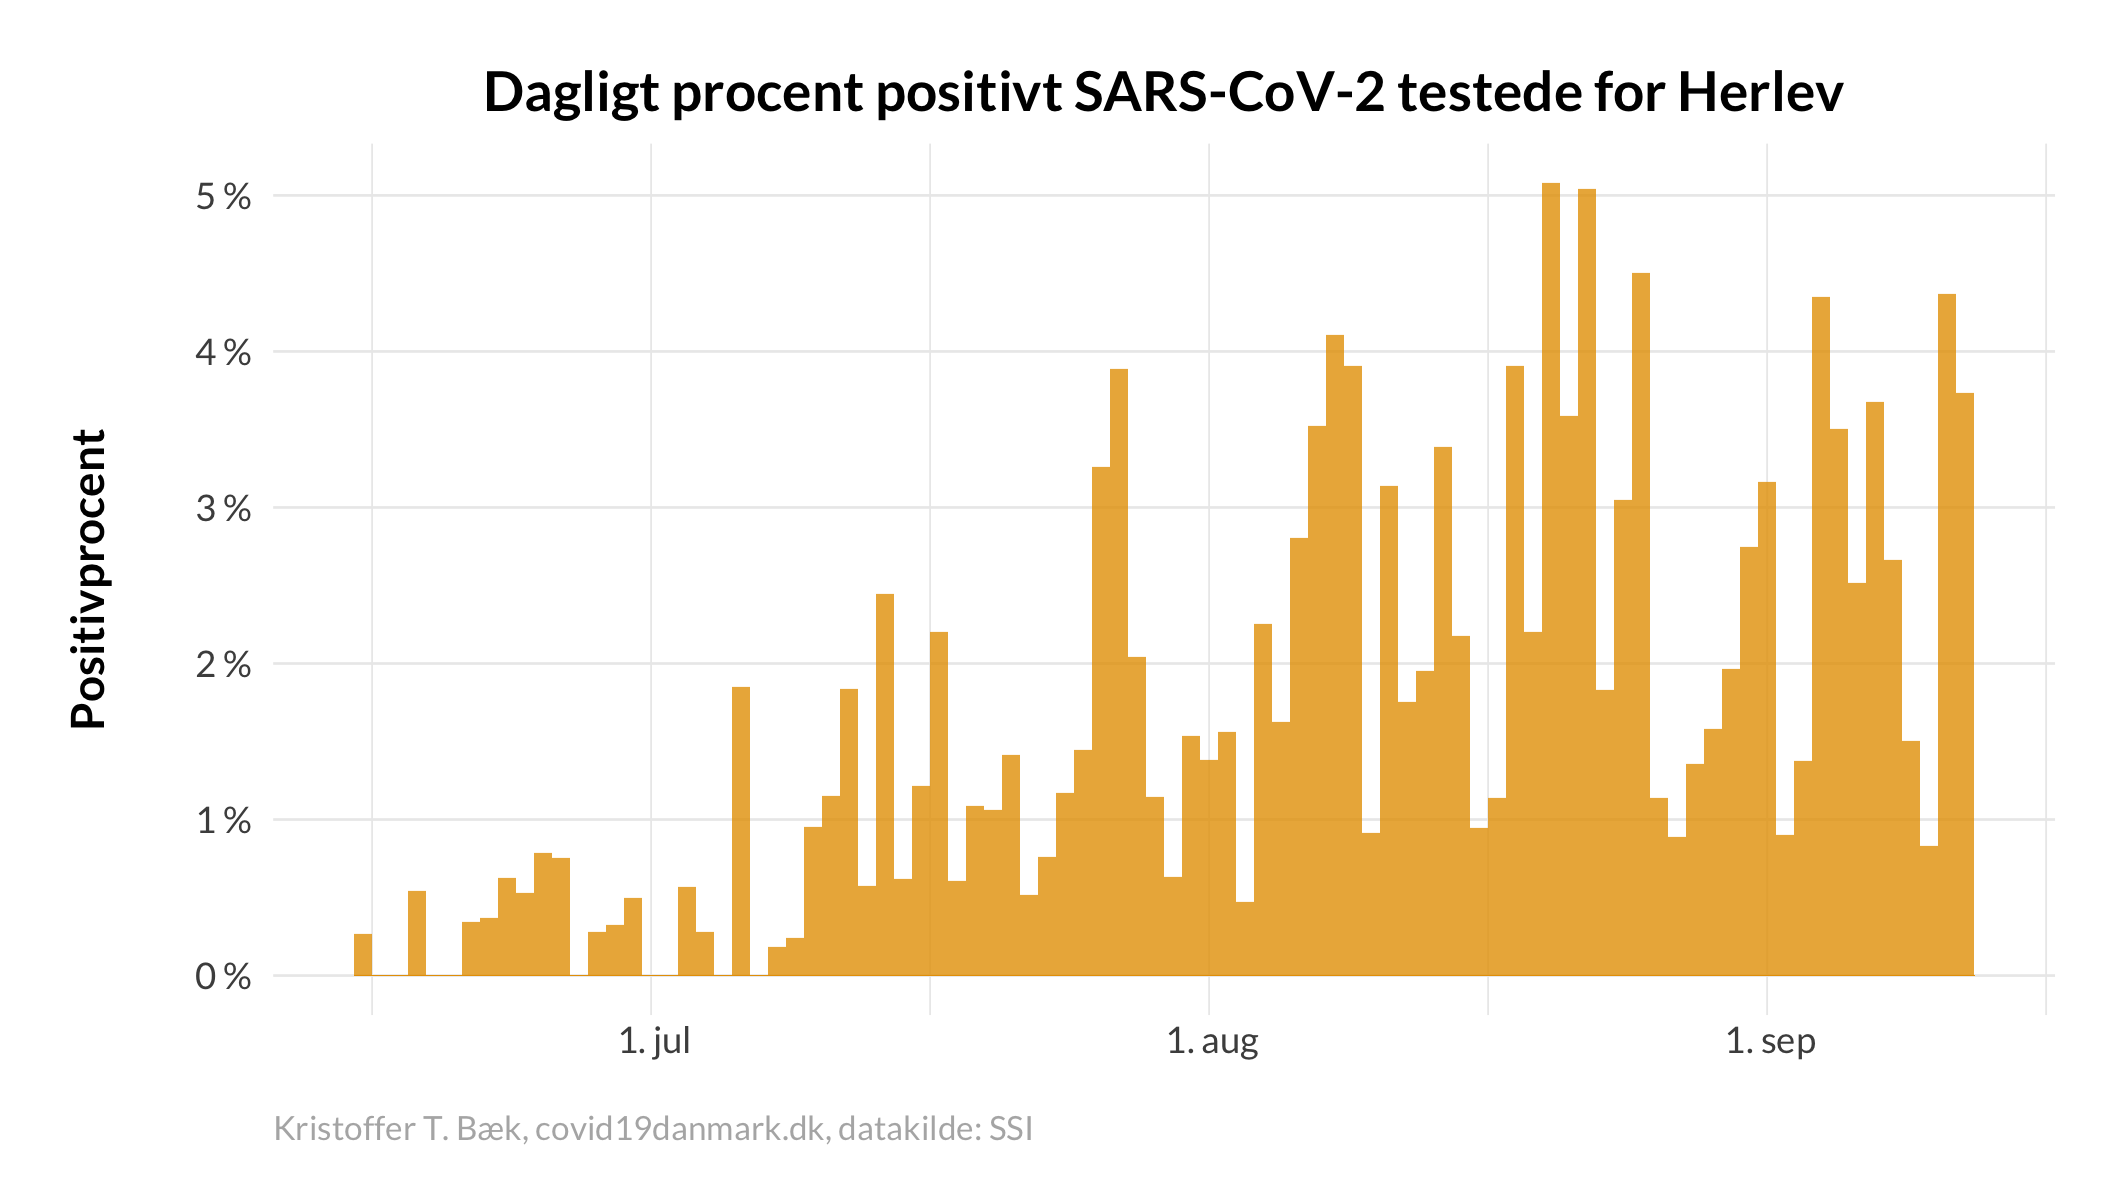 Dagligt procent positivt SARS-CoV-2 testede for Herlev
Positivprocent
5 %
4 %
3 %
2 %
1 %
0 %
1. jul
1. aug
1. sep
Kristoffer T. Bæk, covid19danmark.dk, datakilde: SSI